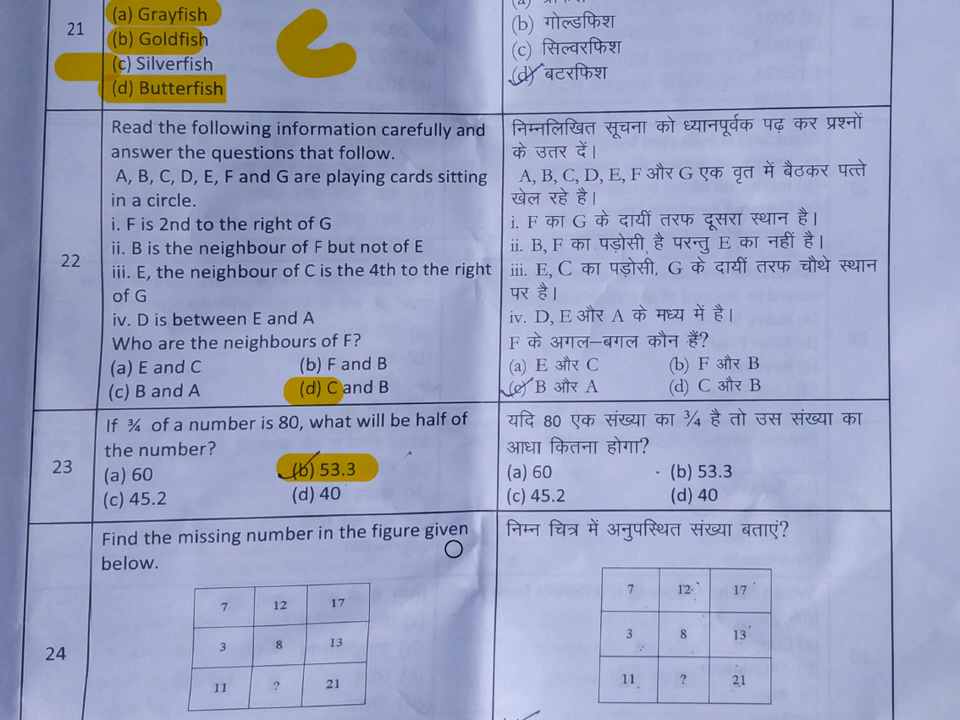 21
(a) Grayfish
(b) Goldfish
(c) Silverfish
(d) Butterfish
(b) गोल्डफिश
(c) सिल्वरफिश
(d) बटरफिश
22
Read the following information carefully and
answer the questions that follow.
A, B, C, D, E, F and G are playing cards sitting
in a circle.
i. F is 2nd to the right of G
ii. B is the neighbour of F but not of E
iii. E, the neighbour of C is the 4th to the right
of G
iv. D is between E and A
Who are the neighbours of F?
(a) E and C (b) F and B
(c) B and A (d) C and B
निम्नलिखित सूचना को ध्यानपूर्वक पढ़ कर प्रश्नों
के उतर दें।
A, B, C, D, E, F और G एक वृत में बैठकर पत्ते
खेल रहे है।
i. F का G के दायीं तरफ दूसरा स्थान है।
ii. B, F का पड़ोसी है परन्तु E का नहीं है।
iii. E, C का पड़ोसी, G के दायीं तरफ चौथे स्थान
पर है।
iv. D, E और A के मध्य में है।
F के अगल–बगल कौन हैं?
(a) E और C (b) F और B
(c) B और A (d) C और B
23
If ¾ of a number is 80, what will be half of
the number?
(a) 60 (b) 53.3
(c) 45.2 (d) 40
यदि 80 एक संख्या का ¾ है तो उस संख्या का
आधा कितना होगा?
(a) 60 (b) 53.3
(c) 45.2 (d) 40
24
Find the missing number in the figure given
below.
7 12 17
3 8 13
11 ? 21
निम्न चित्र में अनुपस्थित संख्या बताएं?
7 12 17
3 8 13
11 ? 21